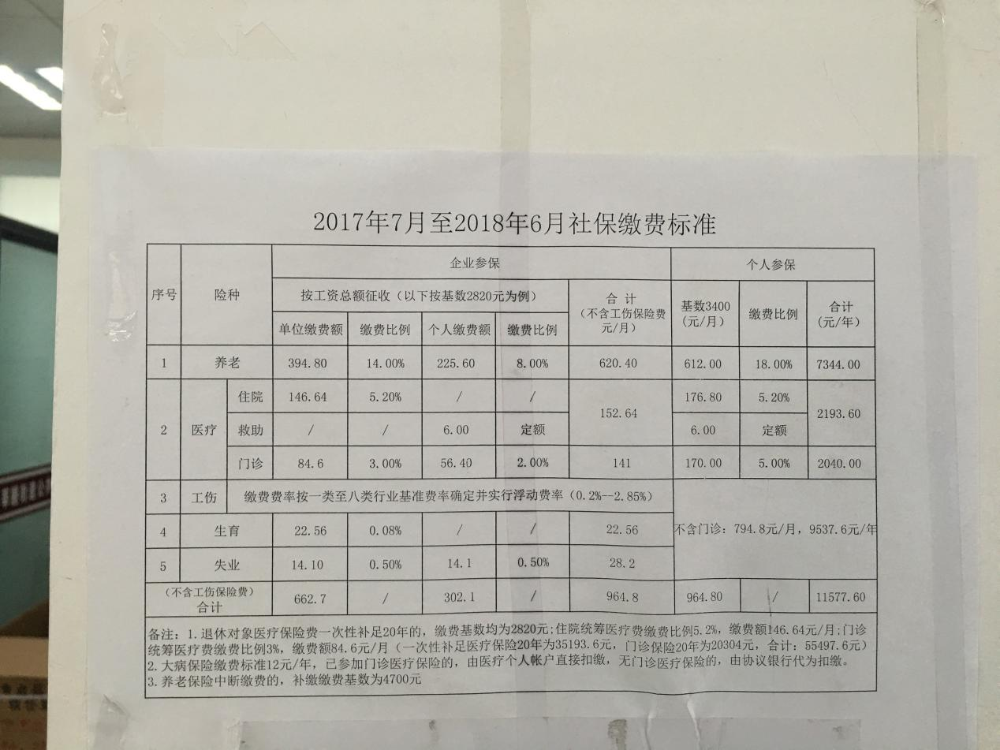 2017年7月至2018年6月社保缴费标准
序号 险种 企业参保 个人参保
按工资总额征收（以下按基数2820元为例） 合 计
（不含工伤保险费
元/月） 基数3400
(元/月） 缴费比例 合计
(元/年）
单位缴费额 缴费比例 个人缴费额 缴费比例
1 养老 394.80 14.00% 225.60 8.00% 620.40 612.00 18.00% 7344.00
2 医疗 住院 146.64 5.20% / / 152.64 176.80 5.20% 2193.60
救助 / / 6.00 定额 6.00 定额
门诊 84.6 3.00% 56.40 2.00% 141 170.00 5.00% 2040.00
3 工伤 缴费费率按一类至八类行业基准费率确定并实行浮动费率（0.2%--2.85%）
4 生育 22.56 0.08% / / 22.56 不含门诊：794.8元/月，9537.6元/年
5 失业 14.10 0.50% 14.1 0.50% 28.2
（不含工伤保险费）
合计 662.7 / 302.1 / 964.8 964.80 / 11577.60
备注：1.退休对象医疗保险费一次性补足20年的，缴费基数均为2820元;住院统筹医疗费缴费比例5.2%，缴费额146.64元/月;门诊
统筹医疗费缴费比例3%，缴费额84.6元/月（一次性补足医疗保险20年为35193.6元，门诊保险20年为20304元，合计：55497.6元）
2.大病保险缴费标准12元/年，已参加门诊医疗保险的，由医疗个人帐户直接扣缴，无门诊医疗保险的，由协议银行代为扣缴。
3.养老保险中断缴费的，补缴缴费基数为4700元